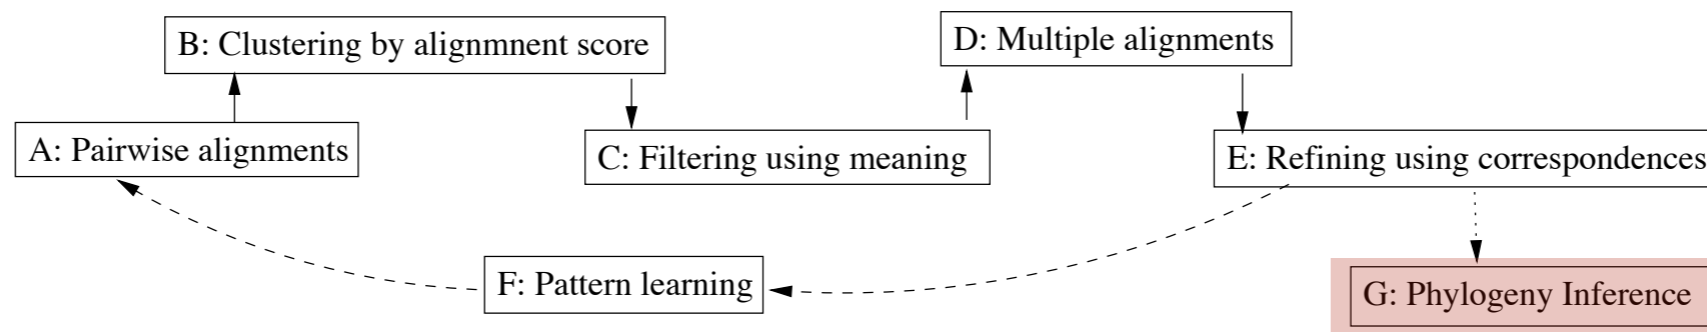 B: Clustering by alignmnent score
D: Multiple alignments
A: Pairwise alignments
C: Filtering using meaning
E: Refining using correspondences
F: Pattern learning
G: Phylogeny Inference